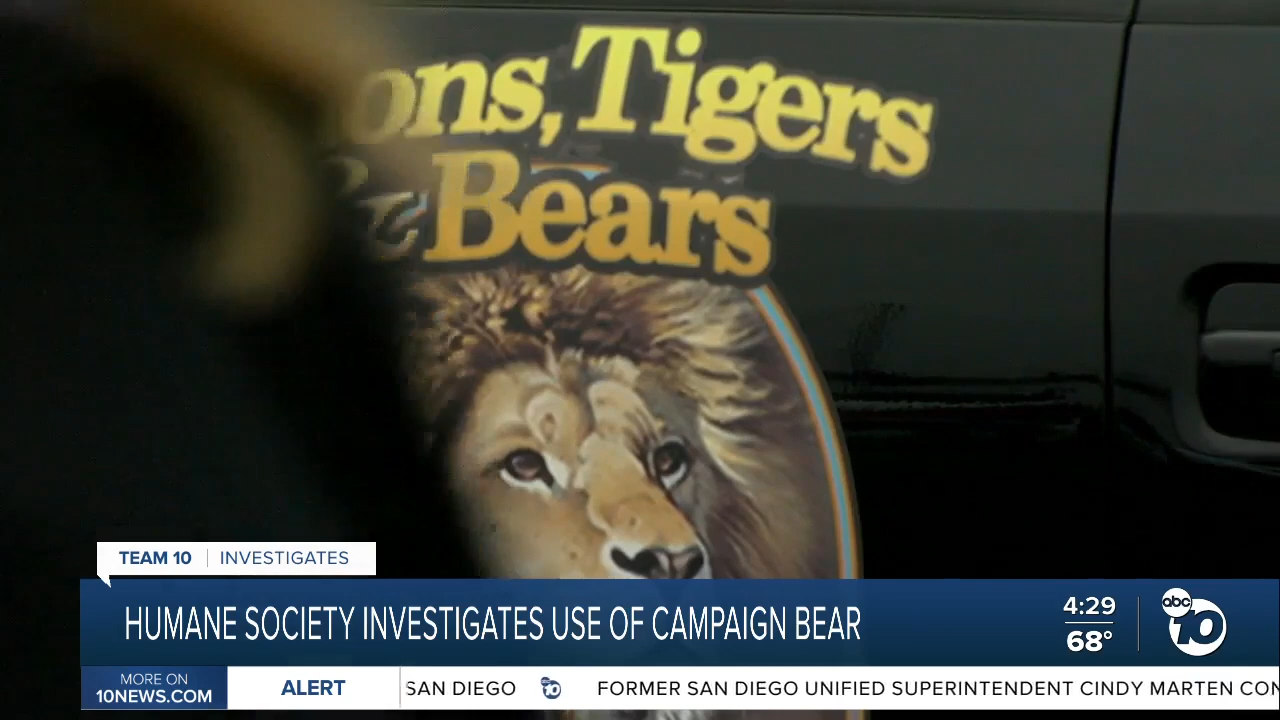 ons, Tigers
& Bears
TEAM 10 INVESTIGATES
HUMANE SOCIETY INVESTIGATES USE OF CAMPAIGN BEAR
4:29
68°
abc
10
MORE ON
10NEWS.COM
ALERT
SAN DIEGO 10 FORMER SAN DIEGO UNIFIED SUPERINTENDENT CINDY MARTEN CON